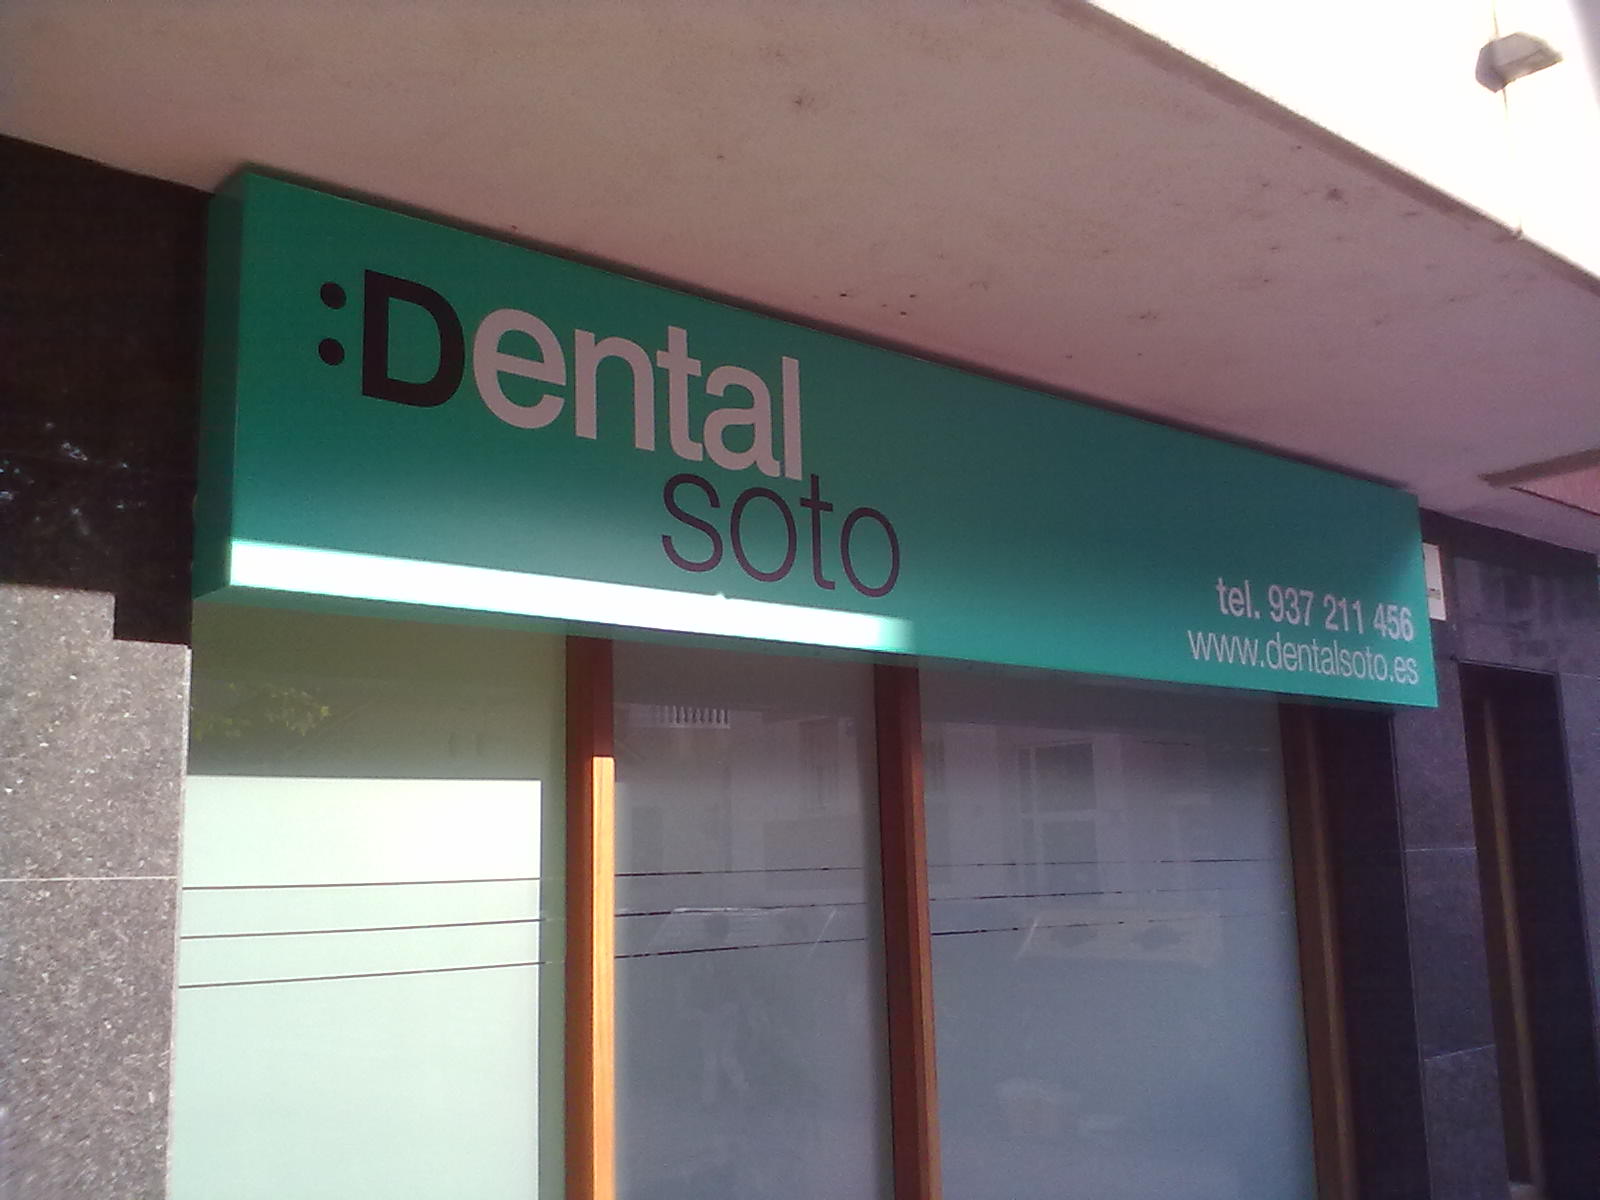 :Dental
soto
tel. 937 211 456
www.dentalsoto.es